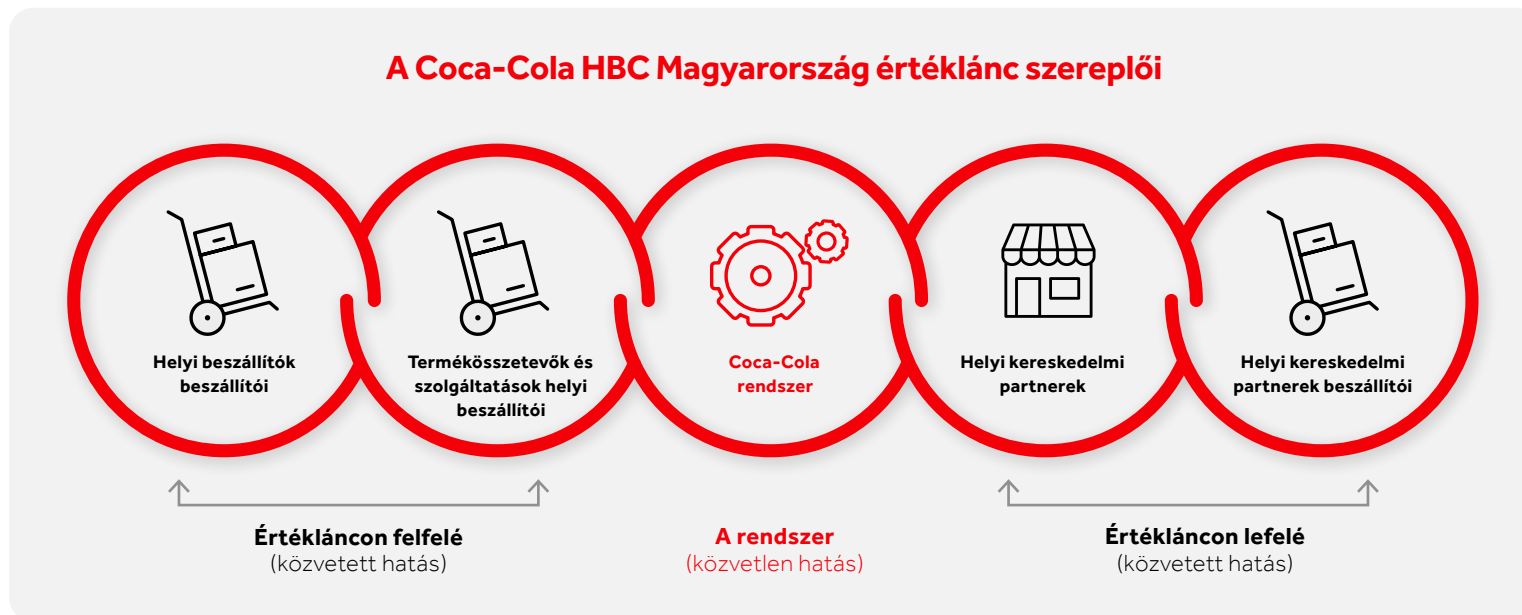 A Coca-Cola HBC Magyarország értéklánc szereplői
Helyi beszállítók
beszállítói
Termékösszetevők és
szolgáltatások helyi
beszállítói
Coca-Cola
rendszer
Helyi kereskedelmi
partnerek
Helyi kereskedelmi
partnerek beszállítói
Értékláncon felfelé
(közvetett hatás)
A rendszer
(közvetlen hatás)
Értékláncon lefelé
(közvetett hatás)